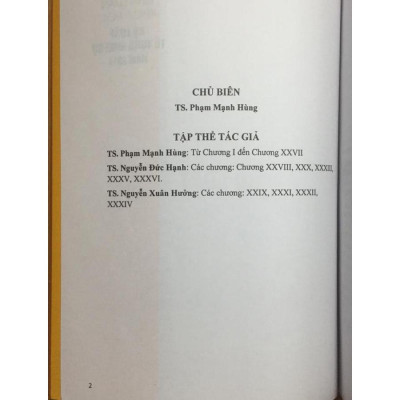 CHỦ BIÊN
TS. Phạm Mạnh Hùng
TẬP THỂ TÁC GIẢ
TS. Phạm Mạnh Hùng: Từ Chương I đến Chương XXVII
TS. Nguyễn Đức Hạnh: Các chương: Chương XXVIII, XXX, XXXIII,
XXXV, XXXVI.
TS. Nguyễn Xuân Hưởng: Các chương: XXIX, XXXI, XXXII,
XXXIV
2